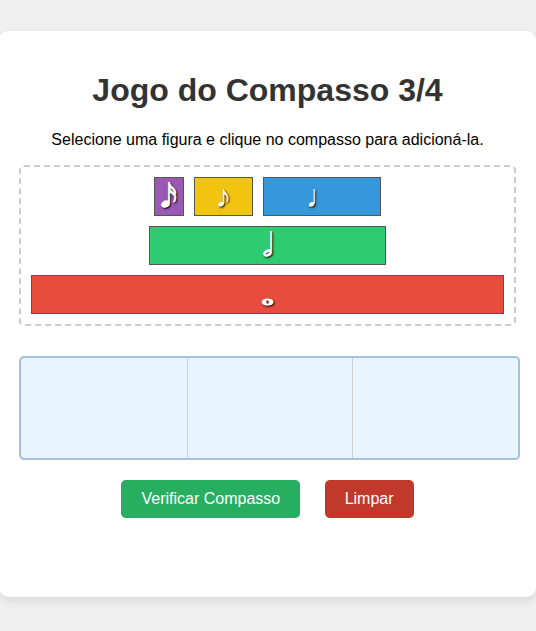 Jogo do Compasso 3/4
Selecione uma figura e clique no compasso para adicioná-la.
Verificar Compasso
Limpar